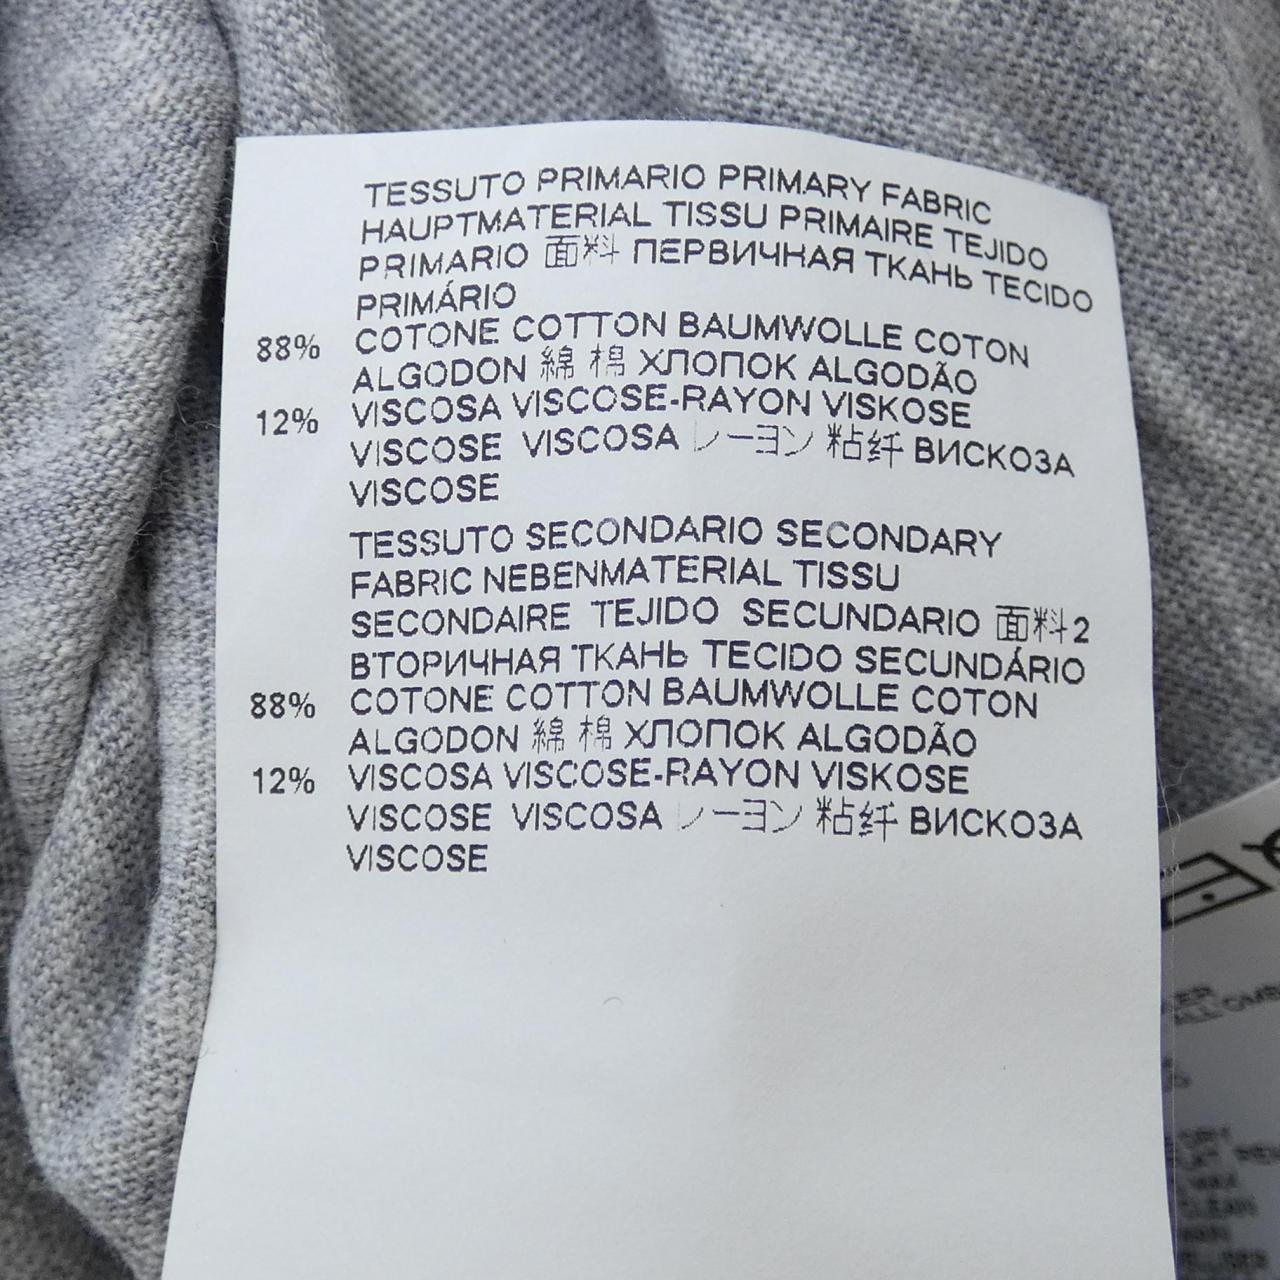 TESSUTO PRIMARIO PRIMARY FABRIC
HAUPTMATERIAL TISSU PRIMAIRE TEJIDO
PRIMARIO 面料 ПЕРВИЧНАЯ ТКАНЬ TECIDO
PRIMÁRIO
88% COTONE COTTON BAUMWOLLE COTON
ALGODON 綿 棉 ХЛОПОК ALGODÃO
12% VISCOSA VISCOSE-RAYON VISKOSE
VISCOSE VISCOSA レーヨン 粘纤 ВИСКОЗА
VISCOSE
TESSUTO SECONDARIO SECONDARY
FABRIC NEBENMATERIAL TISSU
SECONDAIRE TEJIDO SECUNDARIO 面料2
ВТОРИЧНАЯ ТКАНЬ TECIDO SECUNDÁRIO
88% COTONE COTTON BAUMWOLLE COTON
ALGODON 綿 棉 ХЛОПОК ALGODÃO
12% VISCOSA VISCOSE-RAYON VISKOSE
VISCOSE VISCOSA レーヨン 粘纤 ВИСКОЗА
VISCOSE